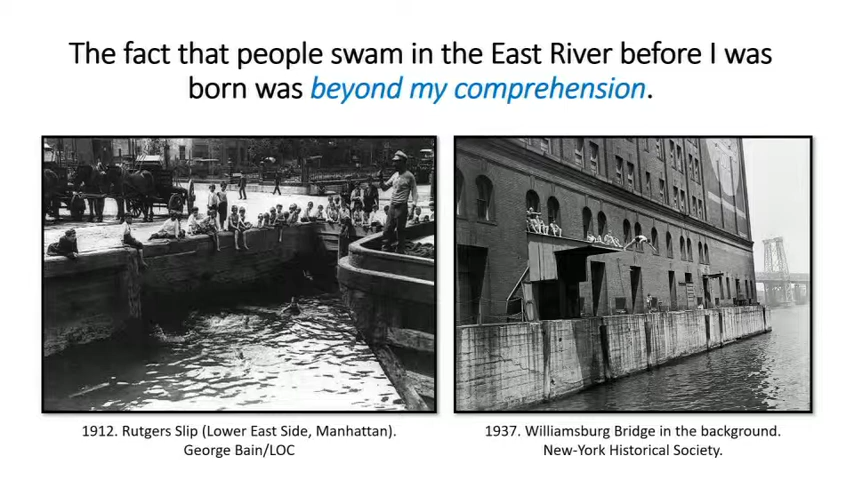 The fact that people swam in the East River before I was
born was beyond my comprehension.
1912. Rutgers Slip (Lower East Side, Manhattan).
George Bain/LOC
1937. Williamsburg Bridge in the background.
New-York Historical Society.